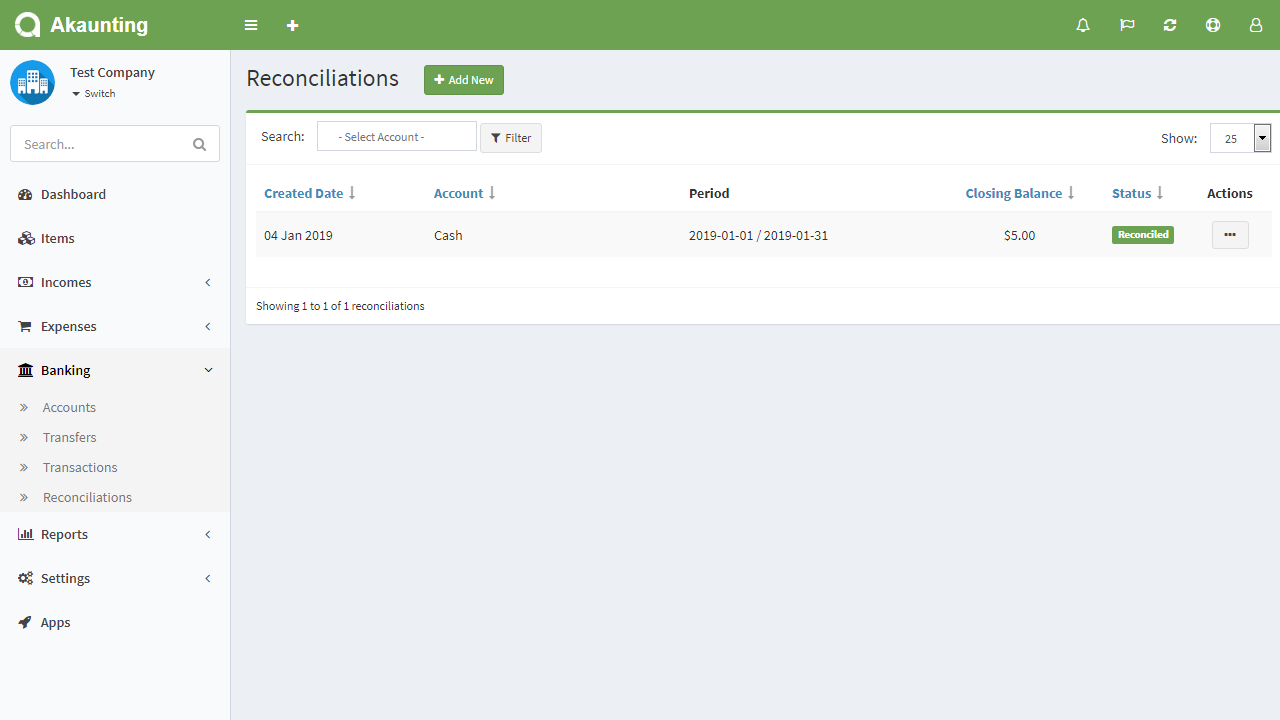 Akaunting
Test Company
Switch
Search...
Dashboard
Items
Incomes
Expenses
Banking
Accounts
Transfers
Transactions
Reconciliations
Reports
Settings
Apps
Reconciliations
Add New
Search: - Select Account - Filter
Show: 25
Created Date Account Period Closing Balance Status Actions
04 Jan 2019 Cash 2019-01-01 / 2019-01-31 $5.00 Reconciled
Showing 1 to 1 of 1 reconciliations